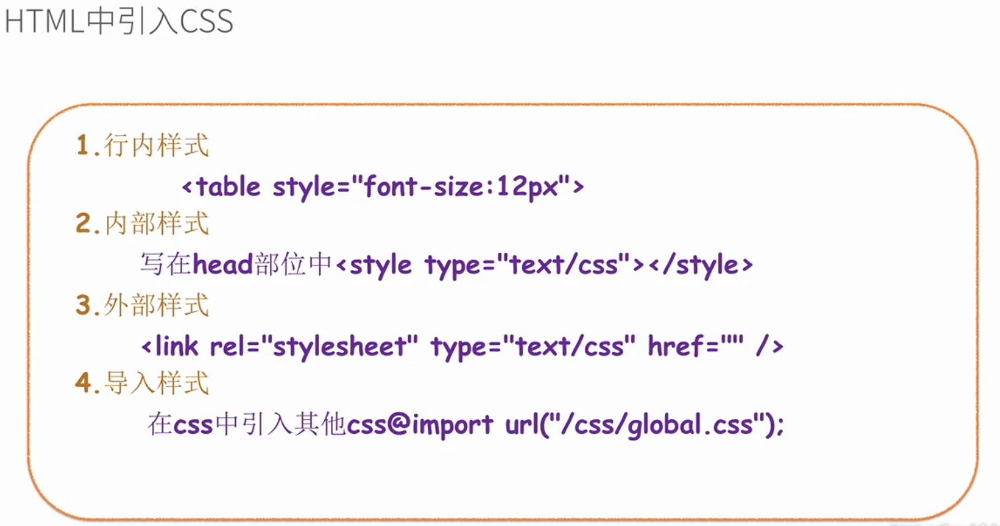 HTML中引入CSS
1.行内样式
<table style="font-size:12px">
2.内部样式
写在head部位中<style type="text/css"></style>
3.外部样式
<link rel="stylesheet" type="text/css" href="" />
4.导入样式
在css中引入其他css@import url("/css/global.css");